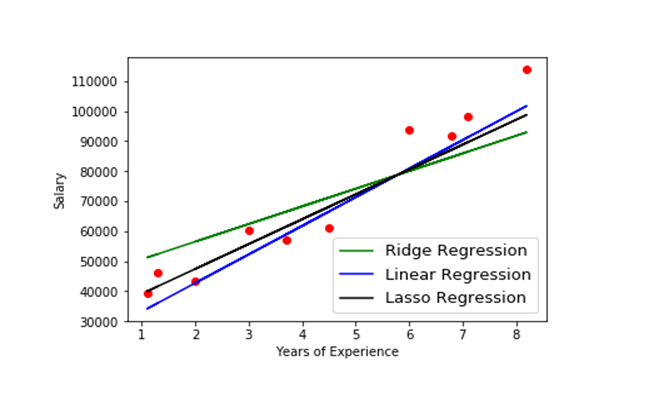 110000
100000
90000
80000
70000
60000
50000
40000
30000
Salary
Ridge Regression
Linear Regression
Lasso Regression
1 2 3 4 5 6 7 8
Years of Experience